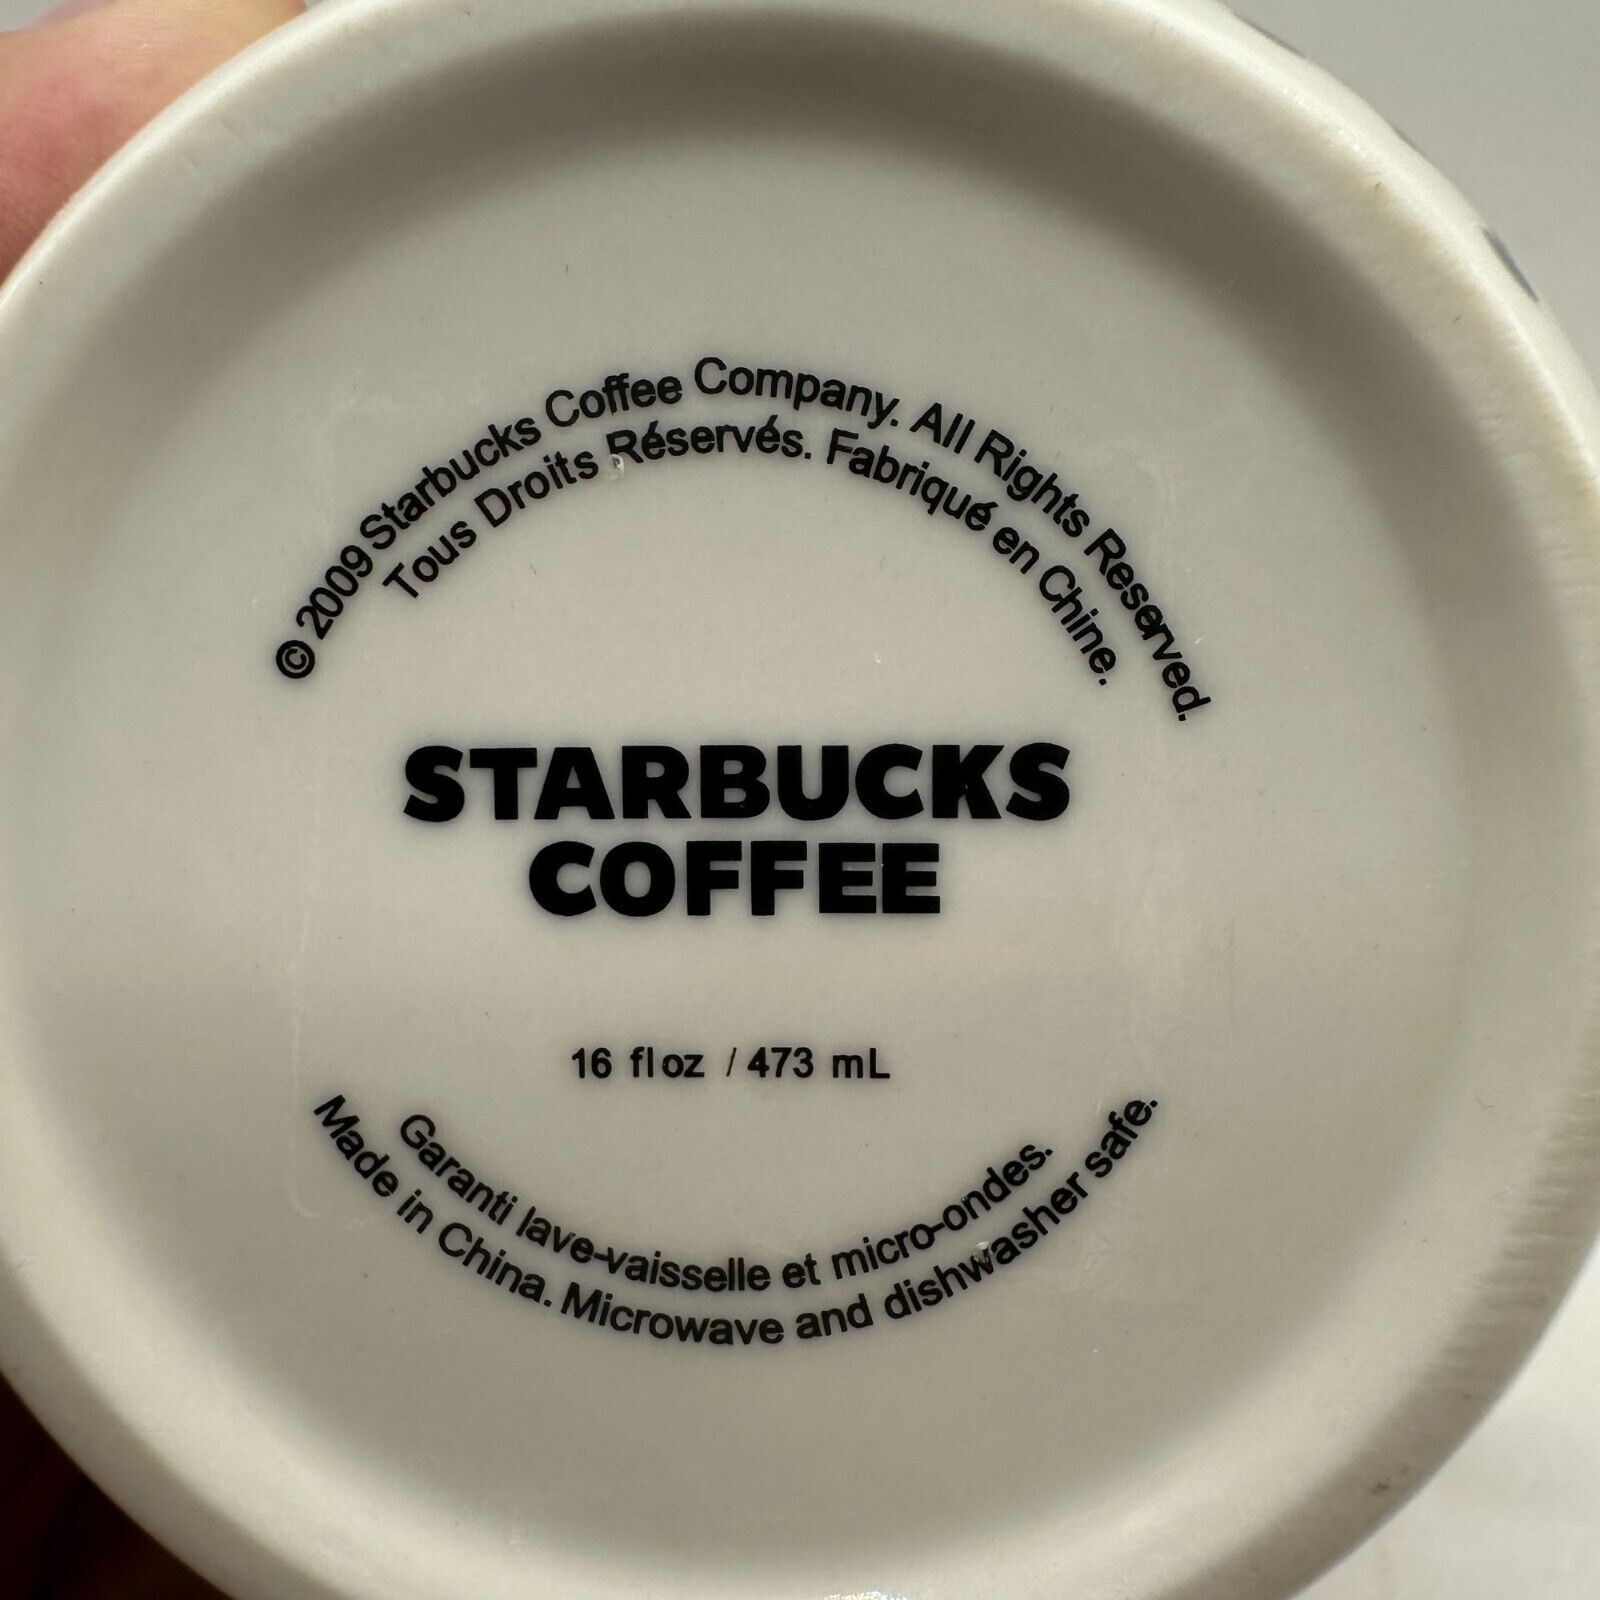 © 2009 Starbucks Coffee Company. All Rights Reserved.
Tous Droits Réservés. Fabriqué en Chine.
STARBUCKS
COFFEE
16 fl oz / 473 mL
Garanti lave-vaisselle et micro-ondes.
Made in China. Microwave and dishwasher safe.